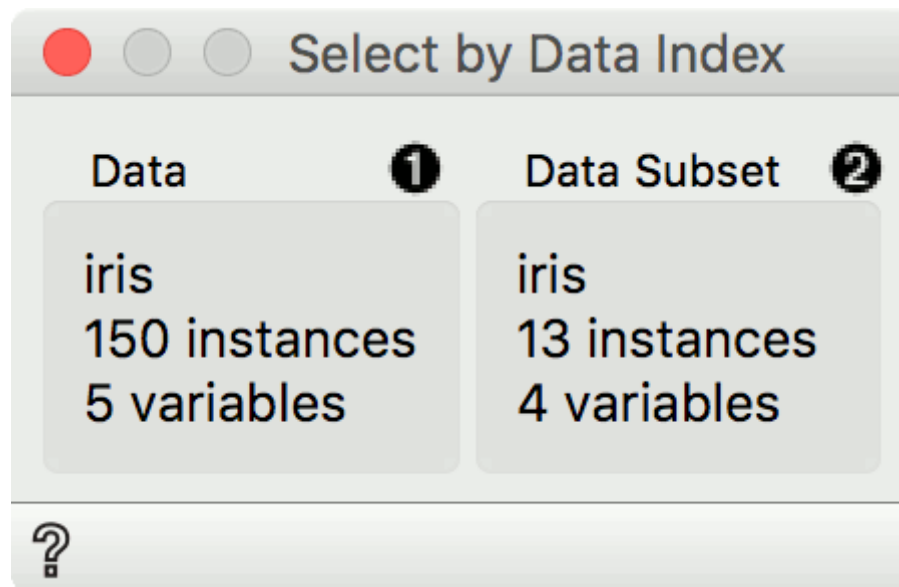 Select by Data Index
Data ❶ Data Subset ❷
iris
150 instances
5 variables
iris
13 instances
4 variables
?